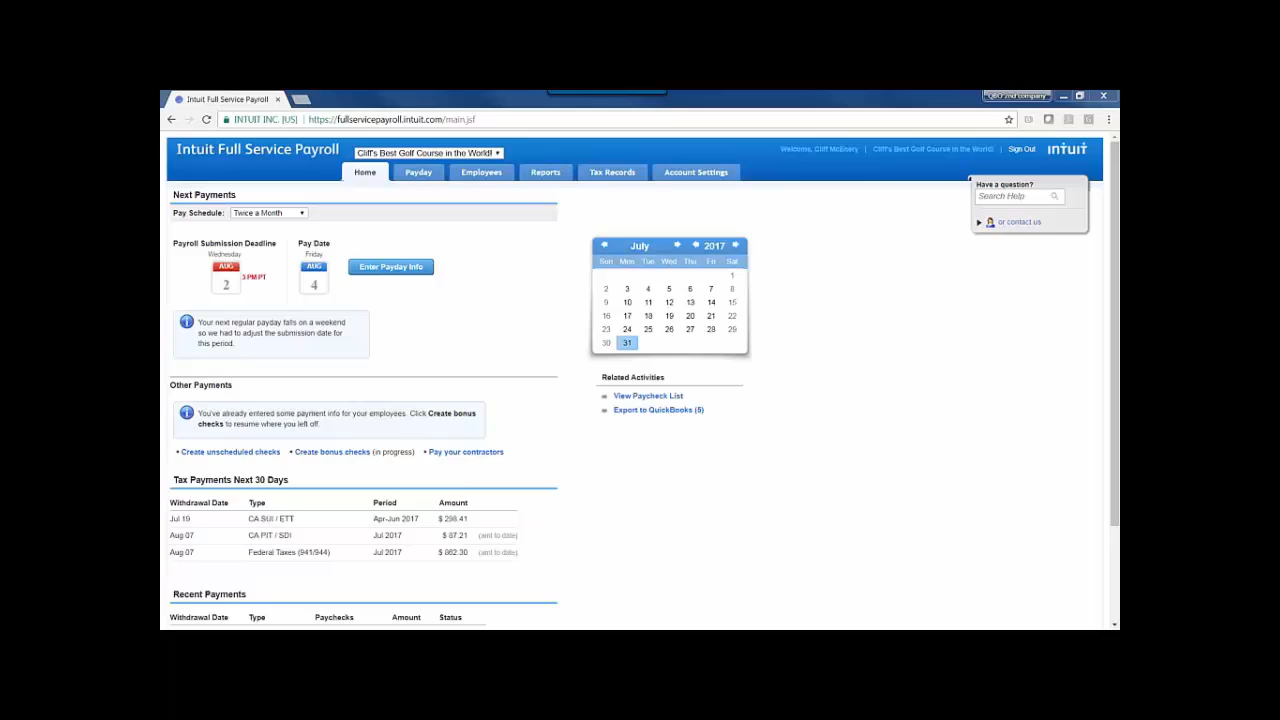 Intuit Full Service Payroll
QBO 2nd company
INTUIT INC. [US]
https://fullservicepayroll.intuit.com/main.jsf
Intuit Full Service Payroll
Cliff's Best Golf Course in the World!
Welcome, Cliff McEnery
Cliff's Best Golf Course in the World!
Sign Out
intuit
Home
Payday
Employees
Reports
Tax Records
Account Settings
Have a question?
Search Help
or contact us
Next Payments
Pay Schedule:
Twice a Month
Payroll Submission Deadline
Pay Date
Wednesday
Friday
AUG
2
3 PM PT
AUG
4
Enter Payday Info
Your next regular payday falls on a weekend
so we had to adjust the submission date for
this period.
Other Payments
You've already entered some payment info for your employees. Click Create bonus
checks to resume where you left off.
• Create unscheduled checks • Create bonus checks (in progress) • Pay your contractors
Tax Payments Next 30 Days
Withdrawal Date Type Period Amount
Jul 19 CA SUI / ETT Apr-Jun 2017 $ 298.41
Aug 07 CA PIT / SDI Jul 2017 $ 87.21 (amt to date)
Aug 07 Federal Taxes (941/944) Jul 2017 $ 862.30 (amt to date)
Recent Payments
Withdrawal Date Type Paychecks Amount Status
July 2017
Sun Mon Tue Wed Thu Fri Sat
1
2 3 4 5 6 7 8
9 10 11 12 13 14 15
16 17 18 19 20 21 22
23 24 25 26 27 28 29
30 31
Related Activities
View Paycheck List
Export to QuickBooks (5)